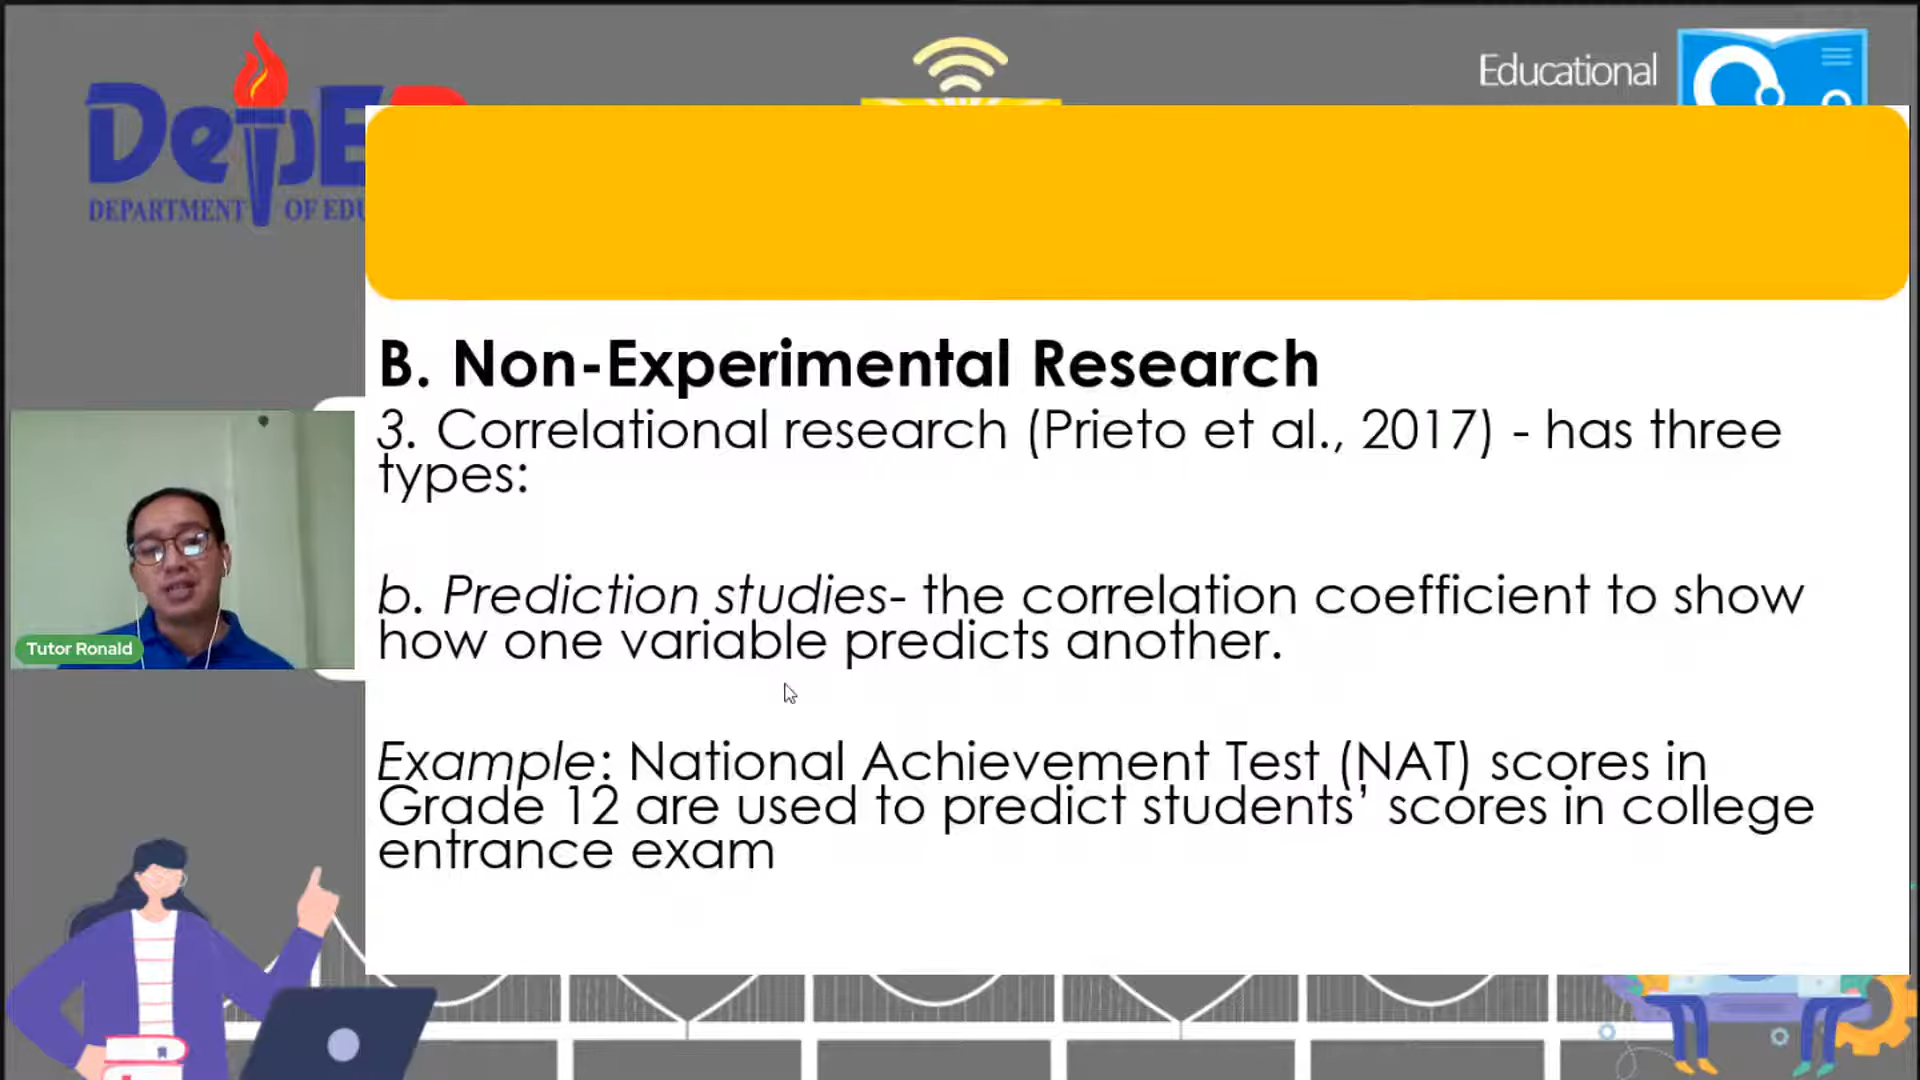 DepE
DEPARTMENT OF EDU
Educational
B. Non-Experimental Research
3. Correlational research (Prieto et al., 2017) - has three
types:
b. Prediction studies- the correlation coefficient to show
how one variable predicts another.
Tutor Ronald
Example: National Achievement Test (NAT) scores in
Grade 12 are used to predict students’ scores in college
entrance exam